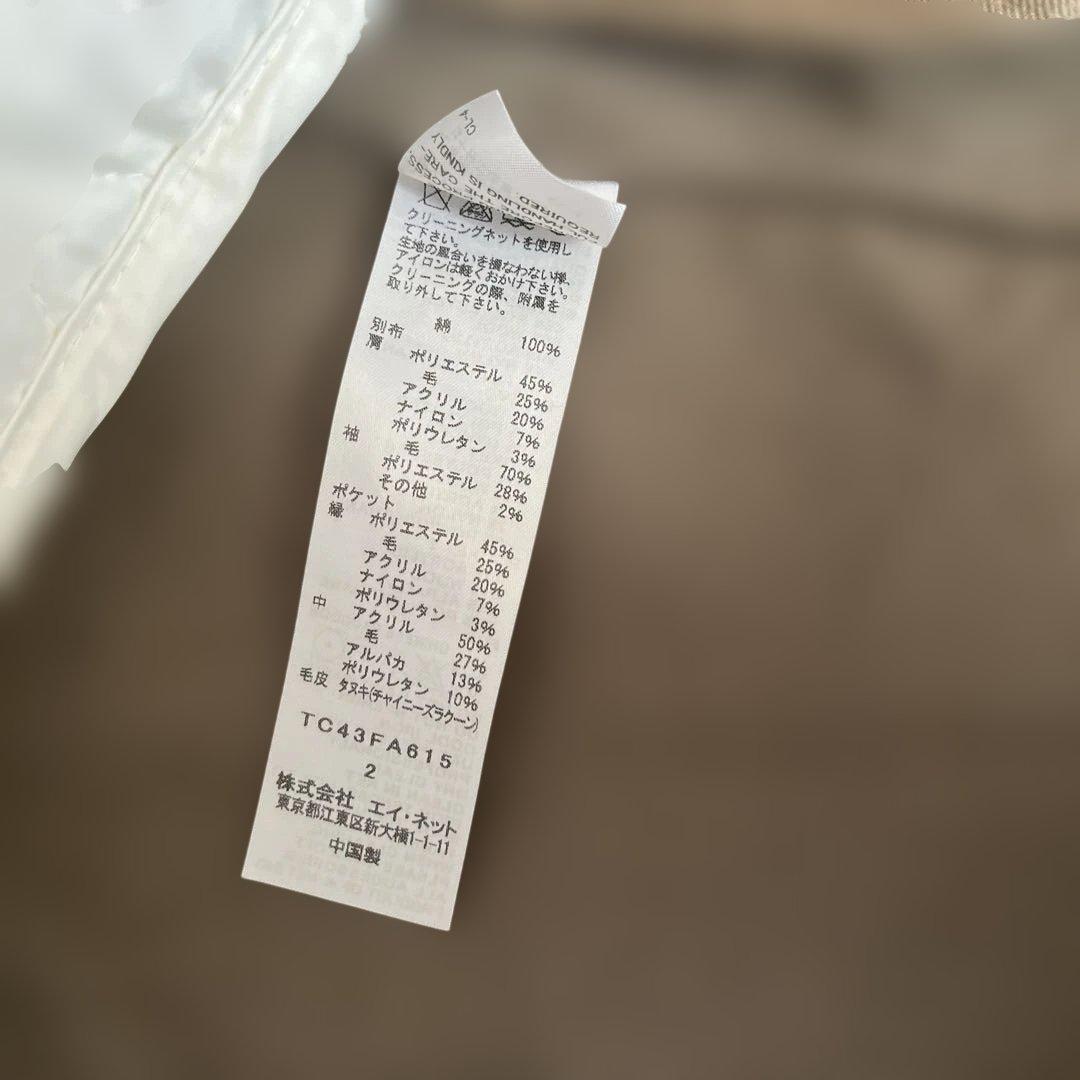 CL-4
REQUIRED.
クリーニングネットを使用し
て下さい。
生地の風合いを損なわない様、
アイロンは軽くおかけ下さい。
クリーニングの際、附属を
取り外して下さい。
別布 綿 100%
肩
ポリエステル 45%
毛 25%
アクリル 20%
ナイロン 7%
ポリウレタン 3%
袖 毛 70%
ポリエステル 28%
その他 2%
ポケット
縁 ポリエステル 45%
毛 25%
アクリル 20%
ナイロン 7%
ポリウレタン 3%
中 アクリル 50%
毛 27%
アルパカ 13%
ポリウレタン 10%
毛皮 タヌキ(チャイニーズラクーン)
TC43FA615
2
株式会社 エイ・ネット
東京都江東区新大橋1-1-11
中国製